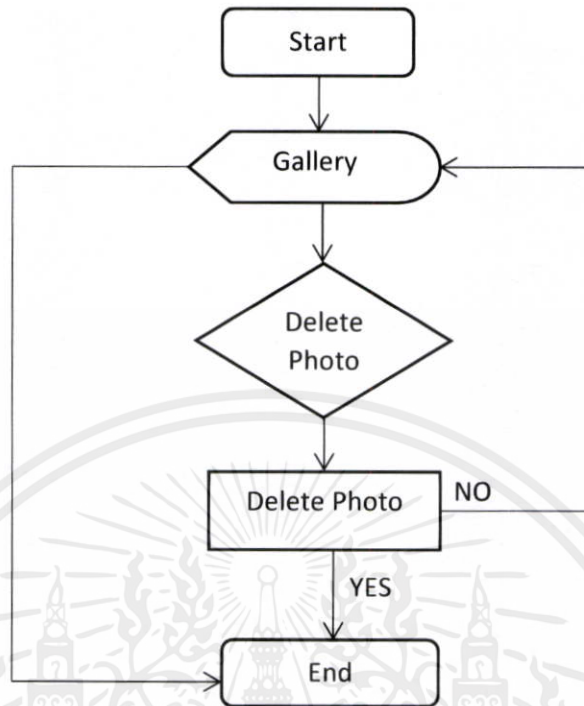 Start
Gallery
Delete
Photo
Delete Photo
NO
YES
End